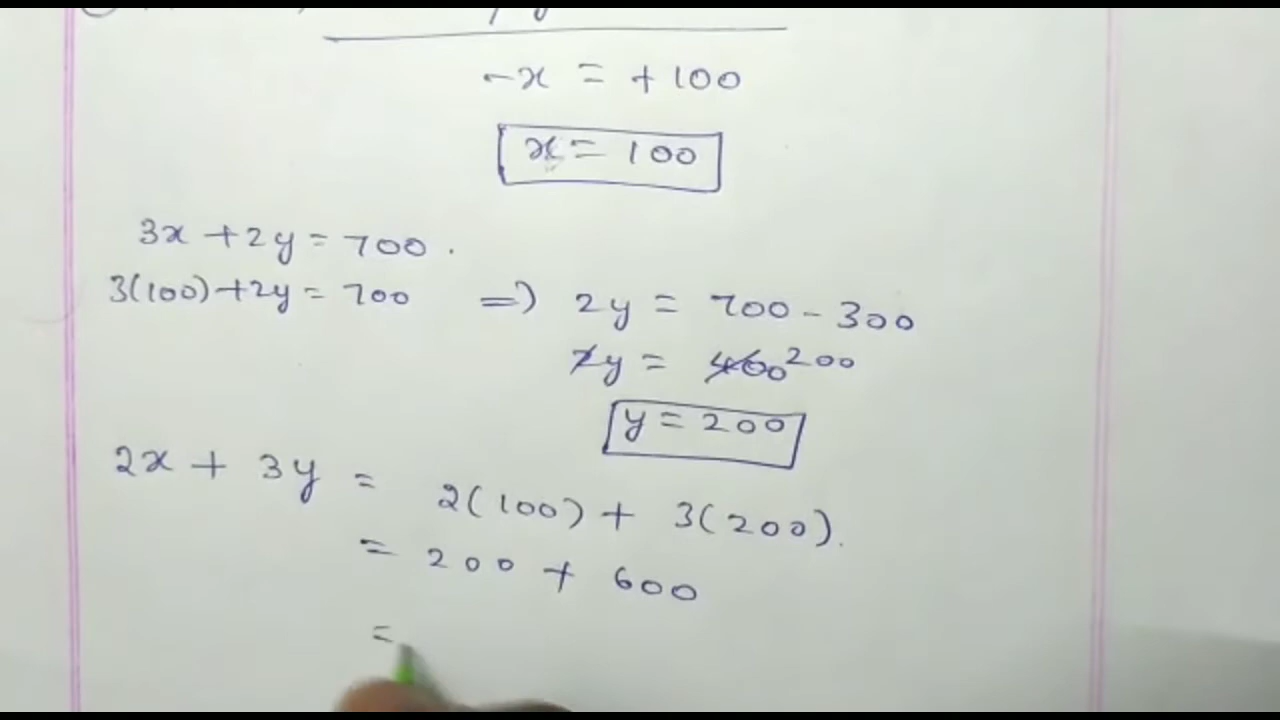 -x = +100
x = 100
3x + 2y = 700.
3(100) + 2y = 700 => 2y = 700 - 300
2y = 400 200
y = 200
2x + 3y = 2(100) + 3(200).
= 200 + 600
=